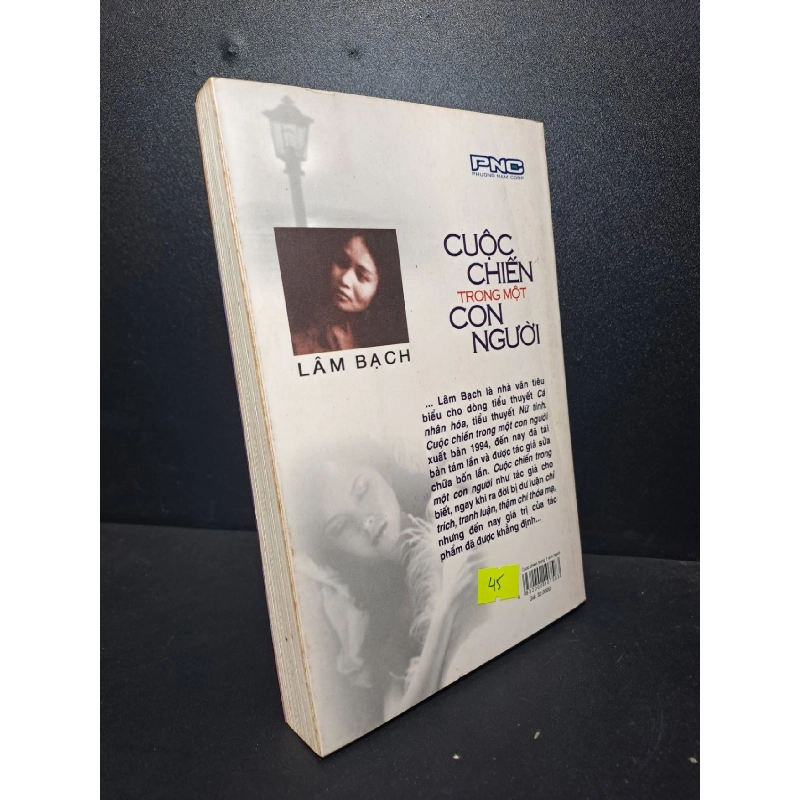 PNC
PHUONG NAM CORP
CUỘC
CHIẾN
TRONG MỘT
CON
NGƯỜI
LÂM BẠCH
... Lâm Bạch là nhà văn tiêu
biểu cho dòng tiểu thuyết Cá
nhân hóa, tiểu thuyết Nữ tính.
Cuộc chiến trong một con người
xuất bản 1994, đến nay đã tái
bản tám lần và được tác giả sửa
chữa bốn lần. Cuộc chiến trong
một con người như tác giả cho
biết, ngay khi ra đời bị dư luận chỉ
trích, tranh luận, thậm chí thóa mạ,
nhưng đến nay giá trị của tác
phẩm đã được khẳng định...
45